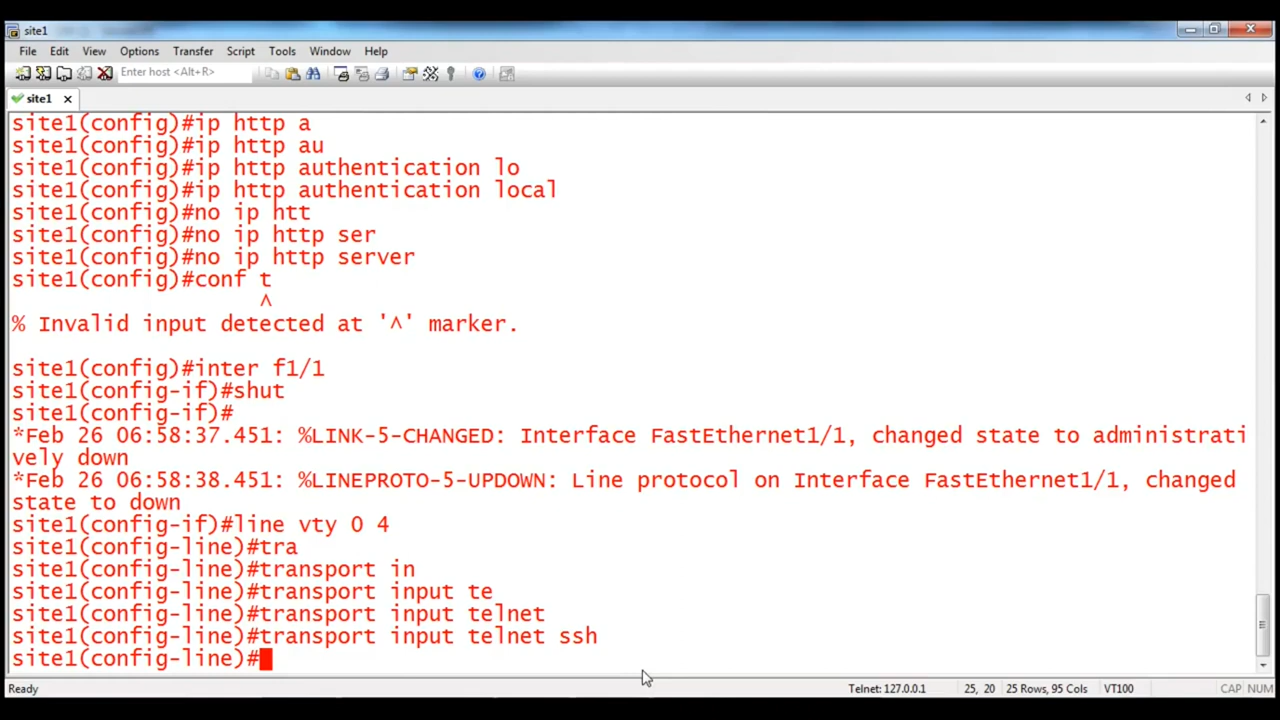 site1
File Edit View Options Transfer Script Tools Window Help
Enter host <Alt+R>
site1
site1(config)#ip http a
site1(config)#ip http au
site1(config)#ip http authentication lo
site1(config)#ip http authentication local
site1(config)#no ip htt
site1(config)#no ip http ser
site1(config)#no ip http server
site1(config)#conf t
^
% Invalid input detected at '^' marker.
site1(config)#inter f1/1
site1(config-if)#shut
site1(config-if)#
*Feb 26 06:58:37.451: %LINK-5-CHANGED: Interface FastEthernet1/1, changed state to administrati
vely down
*Feb 26 06:58:38.451: %LINEPROTO-5-UPDOWN: Line protocol on Interface FastEthernet1/1, changed
state to down
site1(config-if)#line vty 0 4
site1(config-line)#tra
site1(config-line)#transport in
site1(config-line)#transport input te
site1(config-line)#transport input telnet
site1(config-line)#transport input telnet ssh
site1(config-line)#
Ready Telnet: 127.0.0.1 25, 20 25 Rows, 95 Cols VT100 CAP NUM